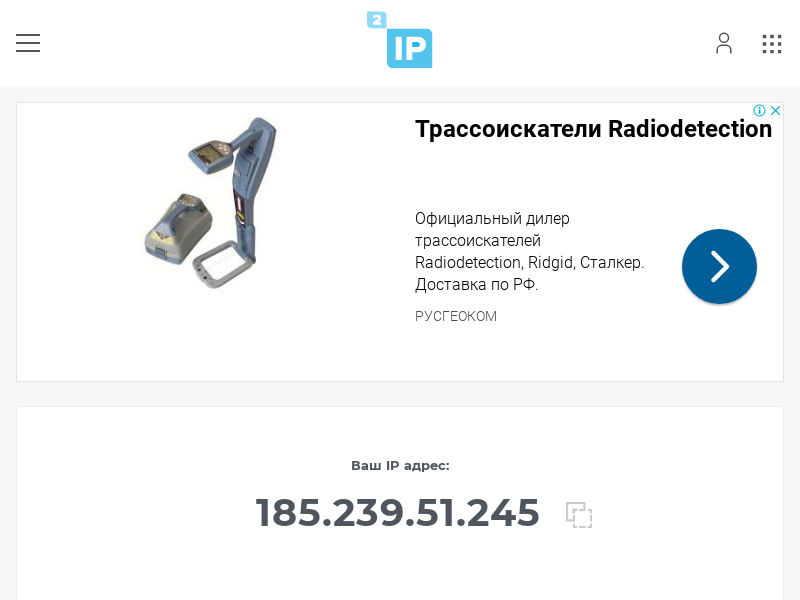 2
IP
Трассоискатели Radiodetection
Официальный дилер
трассоискателей
Radiodetection, Ridgid, Сталкер.
Доставка по РФ.
РУСГЕОКОМ
Ваш IP адрес:
185.239.51.245